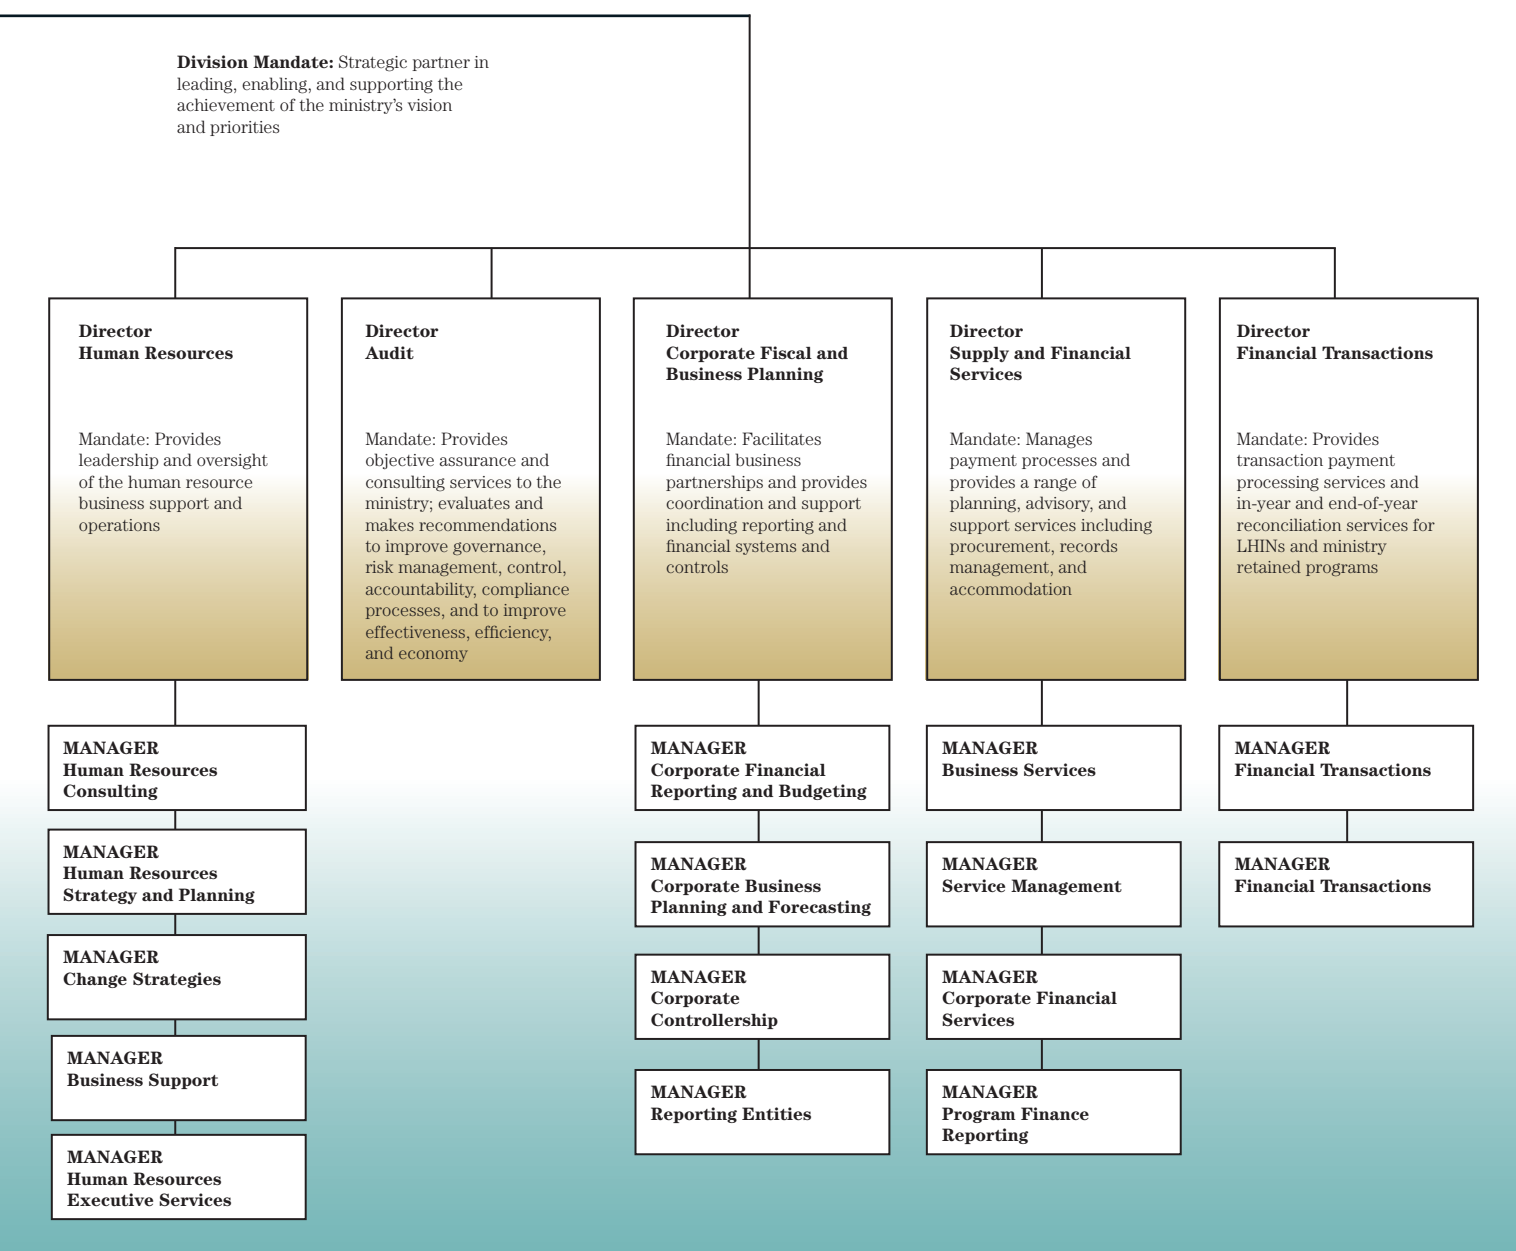 Division Mandate: Strategic partner in
leading, enabling, and supporting the
achievement of the ministry’s vision
and priorities
Director
Human Resources
Mandate: Provides
leadership and oversight
of the human resource
business support and
operations
Director
Audit
Mandate: Provides
objective assurance and
consulting services to the
ministry; evaluates and
makes recommendations
to improve governance,
risk management, control,
accountability, compliance
processes, and to improve
effectiveness, efficiency,
and economy
Director
Corporate Fiscal and
Business Planning
Mandate: Facilitates
financial business
partnerships and provides
coordination and support
including reporting and
financial systems and
controls
Director
Supply and Financial
Services
Mandate: Manages
payment processes and
provides a range of
planning, advisory, and
support services including
procurement, records
management, and
accommodation
Director
Financial Transactions
Mandate: Provides
transaction payment
processing services and
in-year and end-of-year
reconciliation services for
LHINs and ministry
retained programs
MANAGER
Human Resources
Consulting
MANAGER
Human Resources
Strategy and Planning
MANAGER
Change Strategies
MANAGER
Business Support
MANAGER
Human Resources
Executive Services
MANAGER
Corporate Financial
Reporting and Budgeting
MANAGER
Corporate Business
Planning and Forecasting
MANAGER
Corporate
Controllership
MANAGER
Reporting Entities
MANAGER
Business Services
MANAGER
Service Management
MANAGER
Corporate Financial
Services
MANAGER
Program Finance
Reporting
MANAGER
Financial Transactions
MANAGER
Financial Transactions